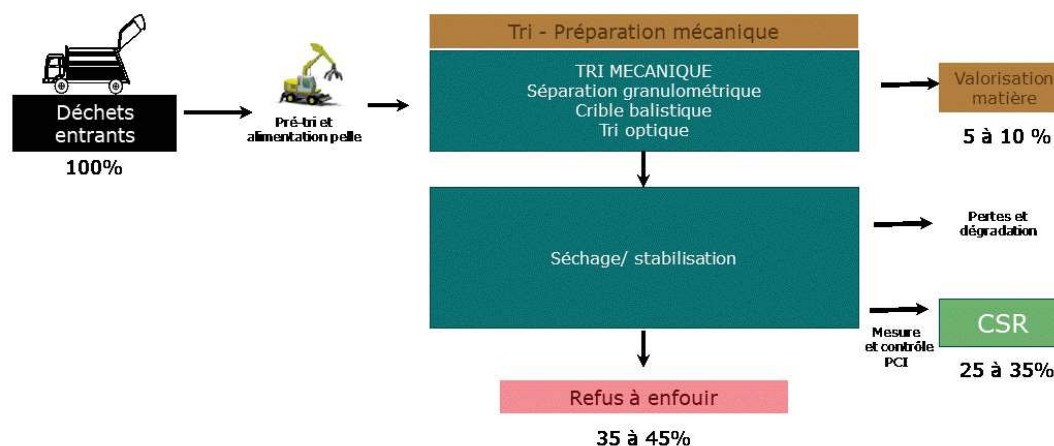 Déchets
entrants
100%
Pré-tri et
alimentation pelle
Tri - Préparation mécanique
TRI MECANIQUE
Séparation granulométrique
Crible balistique
Tri optique
Valorisation
matière
5 à 10 %
Séchage/ stabilisation
Pertes et
dégradation
Mesure
et contrôle
PCI
CSR
25 à 35%
Refus à enfouir
35 à 45%